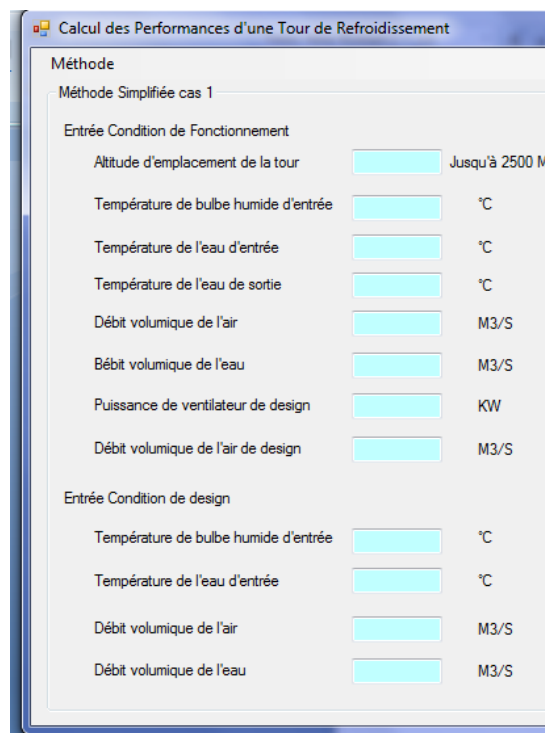 Calcul des Performances d'une Tour de Refroidissement
Méthode
Méthode Simplifiée cas 1
Entrée Condition de Fonctionnement
Altitude d'emplacement de la tour Jusqu'à 2500 M
Température de bulbe humide d'entrée °C
Température de l'eau d'entrée °C
Température de l'eau de sortie °C
Débit volumique de l'air M3/S
Bébit volumique de l'eau M3/S
Puissance de ventilateur de design KW
Débit volumique de l'air de design M3/S
Entrée Condition de design
Température de bulbe humide d'entrée °C
Température de l'eau d'entrée °C
Débit volumique de l'air M3/S
Débit volumique de l'eau M3/S